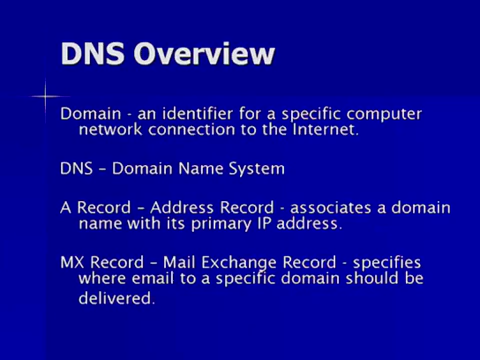 DNS Overview
Domain - an identifier for a specific computer
network connection to the Internet.
DNS – Domain Name System
A Record – Address Record - associates a domain
name with its primary IP address.
MX Record – Mail Exchange Record - specifies
where email to a specific domain should be
delivered.